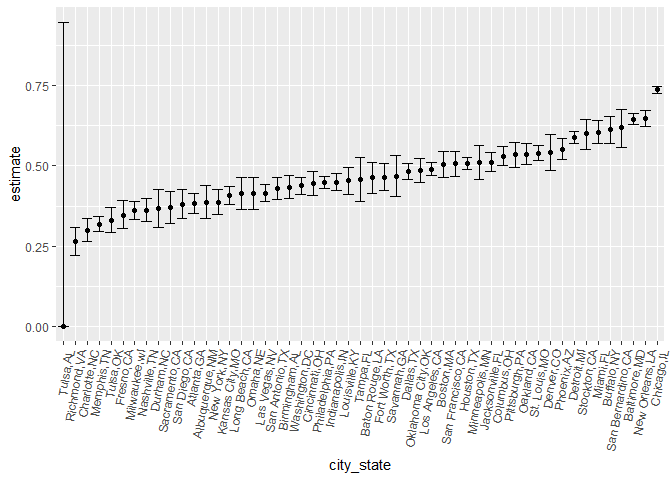 0.75
0.50
0.25
0.00
estimate
Tulsa,AL
Richmond,VA
Charlotte,NC
Memphis,TN
Tulsa,OK
Fresno,CA
Milwaukee,wI
Nashville,TN
Durham,NC
Sacramento,CA
San Diego,CA
Atlanta,GA
Albuquerque,NM
New York,NY
Kansas City,MO
Long Beach,CA
Omaha,NE
Las Vegas,NV
San Antonio,TX
Birmingham,AL
Washington,DC
Cincinnati,OH
Philadelphia,PA
Indianapolis,IN
Louisville,KY
Tampa,FL
Baton Rouge,LA
Fort Worth,TX
Savannah,GA
Dallas,TX
Oklahoma City,OK
Los Angeles,CA
Boston,MA
San Francisco,CA
Houston,TX
Minneapolis,MN
Jacksonville,FL
Columbus,OH
Pittsburgh,PA
Oakland,CA
St. Louis,MO
Denver,CO
Phoenix,AZ
Detroit,MI
Stockton,CA
Miami,FL
Buffalo,NY
San Bernardino,CA
Baltimore,MD
New Orleans,LA
Chicago,IL
city_state